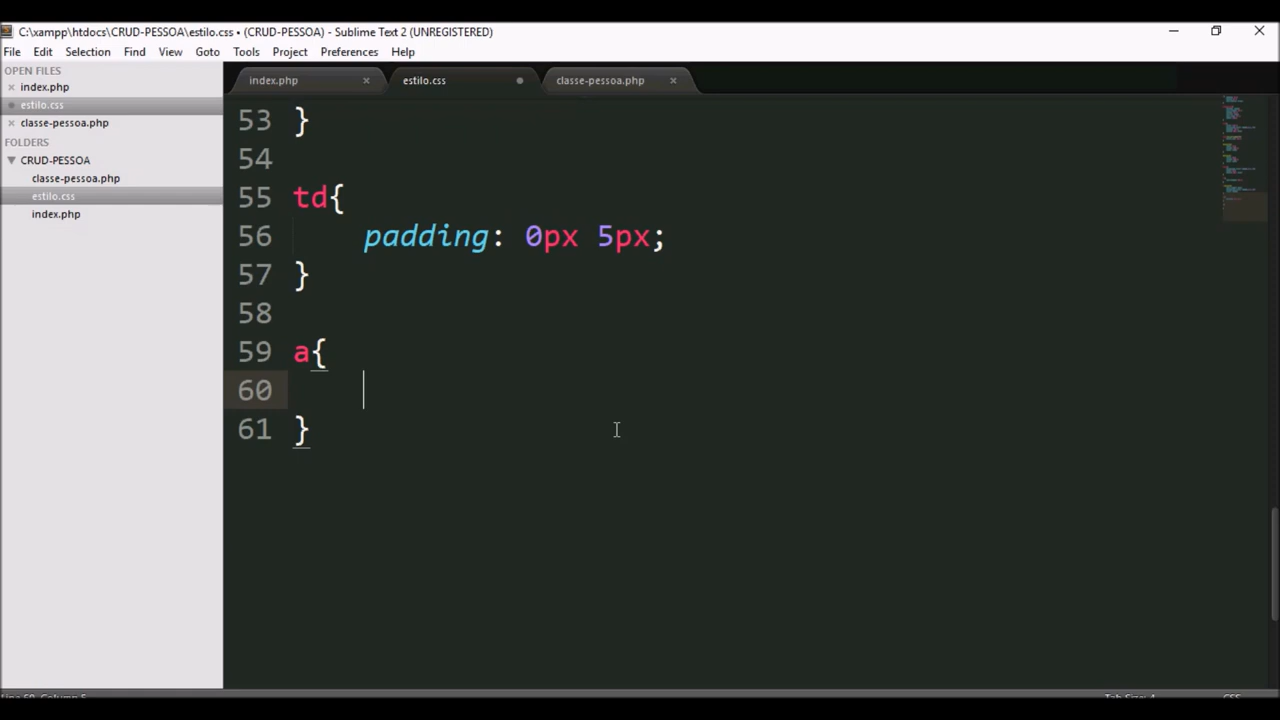 C:\xampp\htdocs\CRUD-PESSOA\estilo.css • (CRUD-PESSOA) - Sublime Text 2 (UNREGISTERED)
File Edit Selection View Goto Tools Project Preferences Help
OPEN FILES
index.php
estilo.css
classe-pessoa.php
FOLDERS
CRUD-PESSOA
classe-pessoa.php
estilo.css
index.php
index.php estilo.css classe-pessoa.php
53 }
54
55 td{
56 padding: 0px 5px;
57 }
58
59 a{
60
61 }